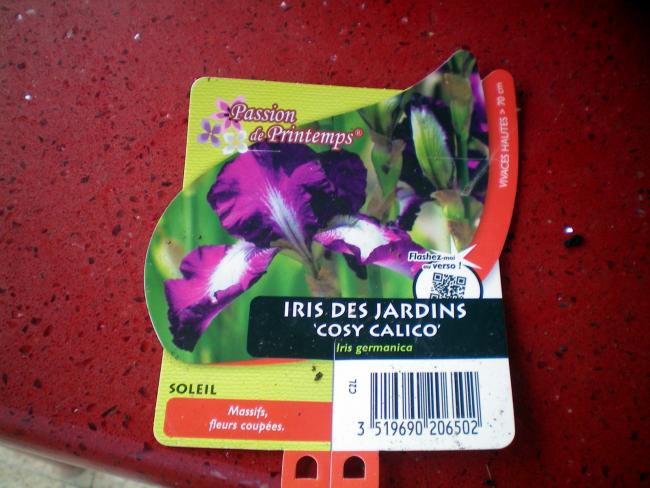 Passion
de Printemps®
VIVACES HAUTES > 70 cm
Flashez-moi
au verso !
IRIS DES JARDINS
'COSY CALICO'
Iris germanica
SOLEIL
Massifs,
fleurs coupées.
C2L
3 519690 206502